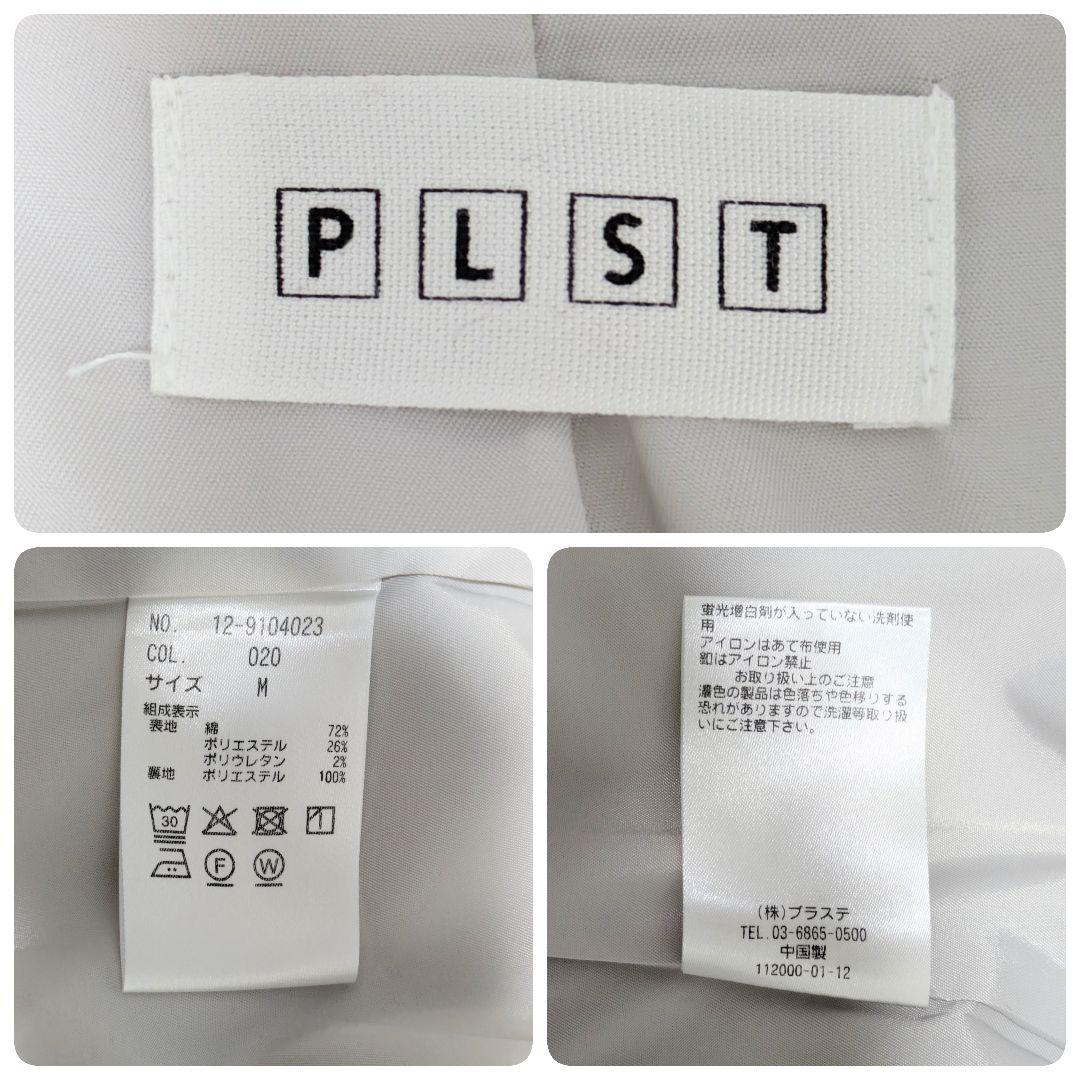 PLST
NO. 12-9104023
COL. 020
サイズ M
組成表示
表地 綿 72%
ポリエステル 26%
ポリウレタン 2%
裏地 ポリエステル 100%
30
F W
蛍光増白剤が入っていない洗剤使
用
アイロンはあて布使用
釦はアイロン禁止
お取り扱い上のご注意
濃色の製品は色落ちや色移りする
恐れがありますので洗濯等取り扱
いにご注意下さい。
(株)プラステ
TEL.03-6865-0500
中国製
112000-01-12